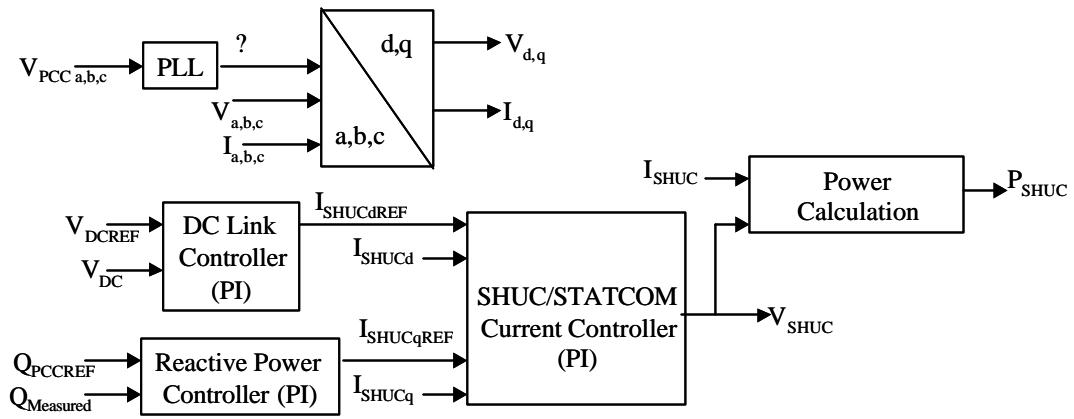 ?
V_PCC a,b,c
PLL
d,q
V_d,q
V_a,b,c
I_d,q
I_a,b,c
a,b,c
I_SHUC
Power
Calculation
P_SHUC
V_DCREF
V_DC
DC Link
Controller
(PI)
I_SHUCdREF
I_SHUCd
SHUC/STATCOM
Current Controller
(PI)
V_SHUC
Q_PCCREF
Q_Measured
Reactive Power
Controller (PI)
I_SHUCqREF
I_SHUCq